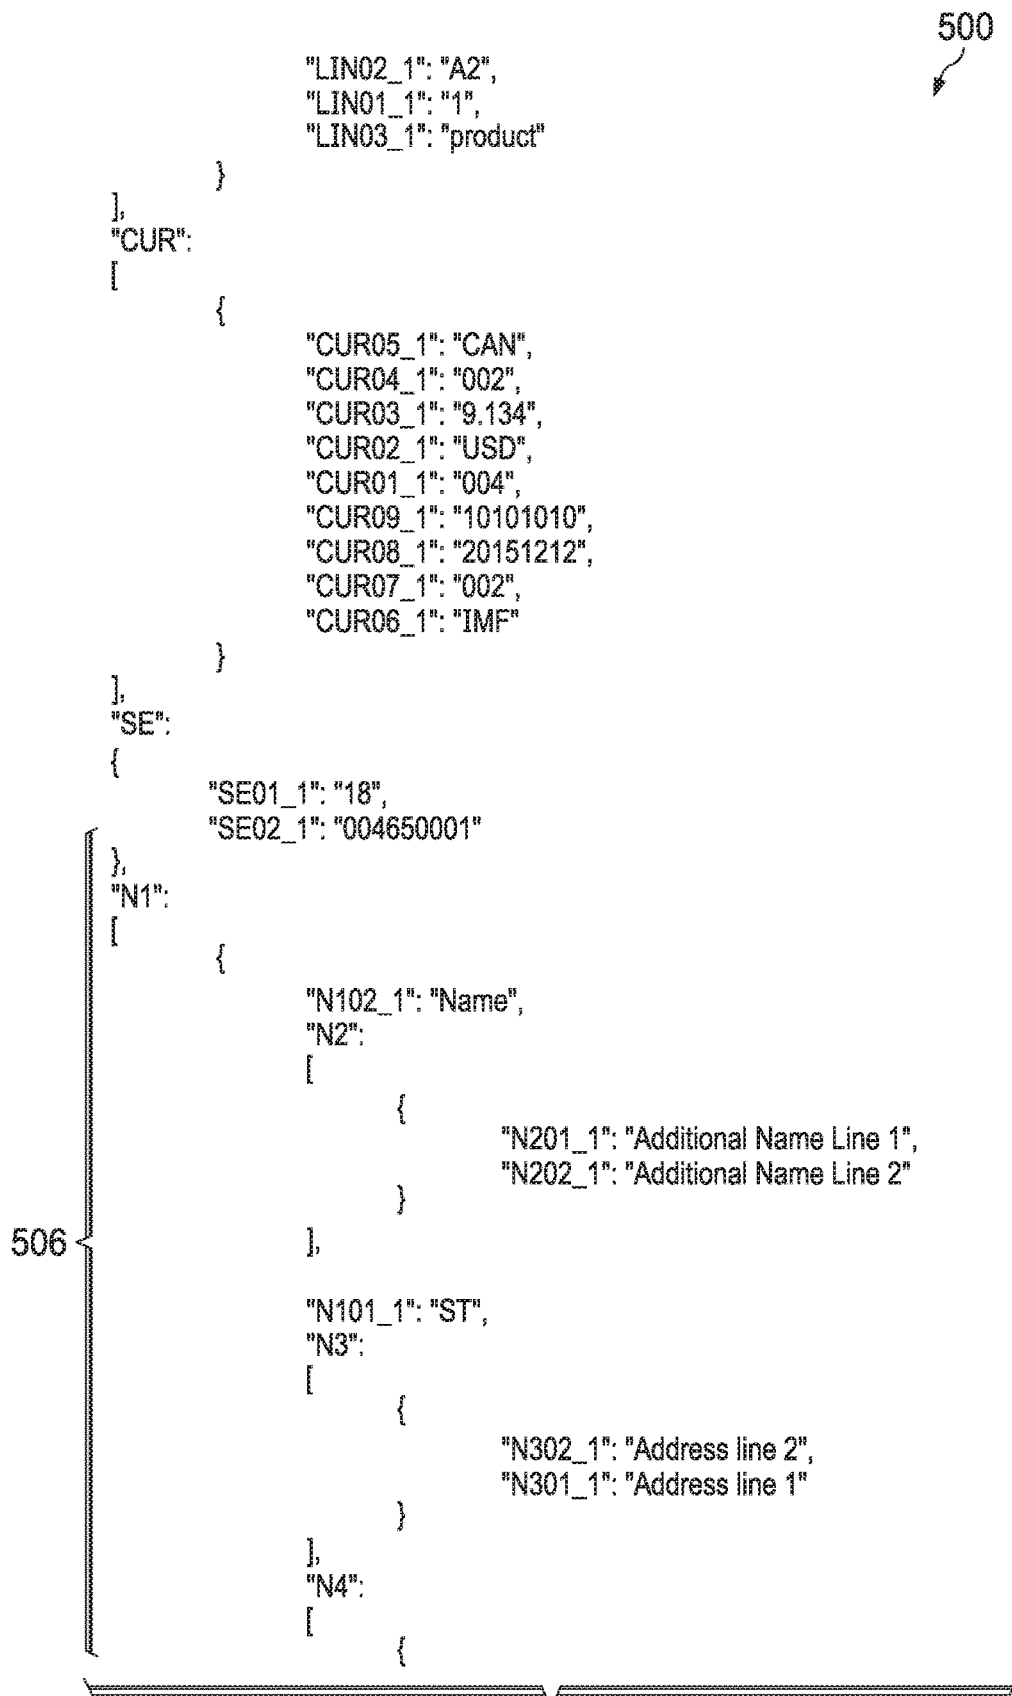 500
"LIN02_1": "A2",
"LIN01_1": "1",
"LIN03_1": "product"
}
],
"CUR":
[
{
"CUR05_1": "CAN",
"CUR04_1": "002",
"CUR03_1": "9.134",
"CUR02_1": "USD",
"CUR01_1": "004",
"CUR09_1": "10101010",
"CUR08_1": "20151212",
"CUR07_1": "002",
"CUR06_1": "IMF"
}
],
"SE":
{
"SE01_1": "18",
"SE02_1": "004650001"
},
"N1":
[
{
"N102_1": "Name",
"N2":
[
{
"N201_1": "Additional Name Line 1",
"N202_1": "Additional Name Line 2"
}
506
],
"N101_1": "ST",
"N3":
[
{
"N302_1": "Address line 2",
"N301_1": "Address line 1"
}
],
"N4":
[
{